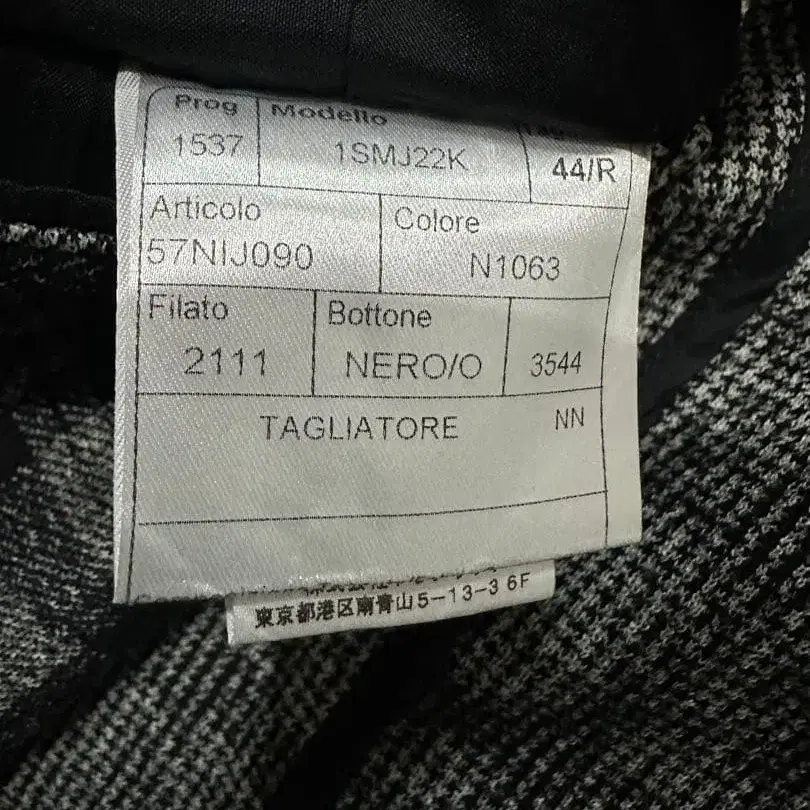 Prog Modello
1537 1SMJ22K 44/R
Articolo Colore
57NIJ090 N1063
Filato Bottone
2111 NERO/O 3544
TAGLIATORE NN
東京都港区南青山5-13-3 6F